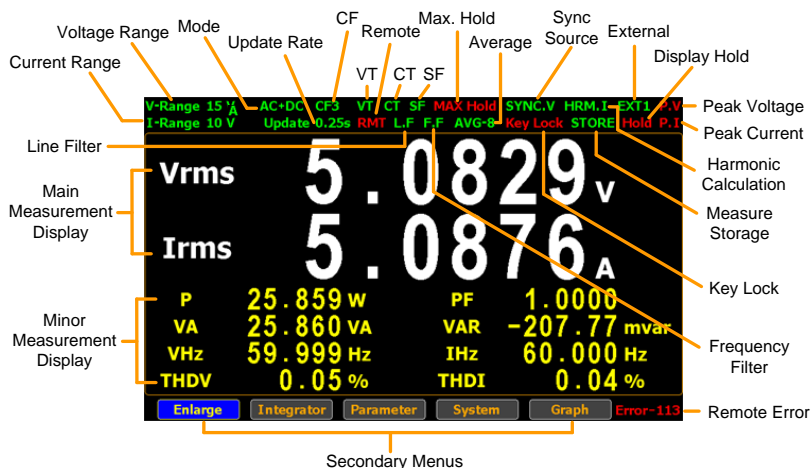 CF
Max. Hold
Sync
Source
External
Voltage Range
Mode
Update Rate
Remote
Average
Display Hold
Current Range
VT
CT
SF
V-Range 15 V
A
AC+DC
CF3
VT
CT
SF
MAX Hold
SYNC.V
HRM.I
EXT1
P.V
Peak Voltage
I-Range 10 V
Update 0.25s
RMT
L.F
F.F
AVG-8
Key Lock
STORE
Hold
P.I
Peak Current
Line Filter
Harmonic
Calculation
Main
Measurement
Display
Vrms 5.0829 V
Measure
Storage
Irms 5.0876 A
Key Lock
P 25.859 W
PF 1.0000
Minor
Measurement
Display
VA 25.860 VA
VAR -207.77 mvar
VHz 59.999 Hz
IHz 60.000 Hz
Frequency
Filter
THDV 0.05 %
THDI 0.04 %
Enlarge
Integrator
Parameter
System
Graph
Error-113
Remote Error
Secondary Menus